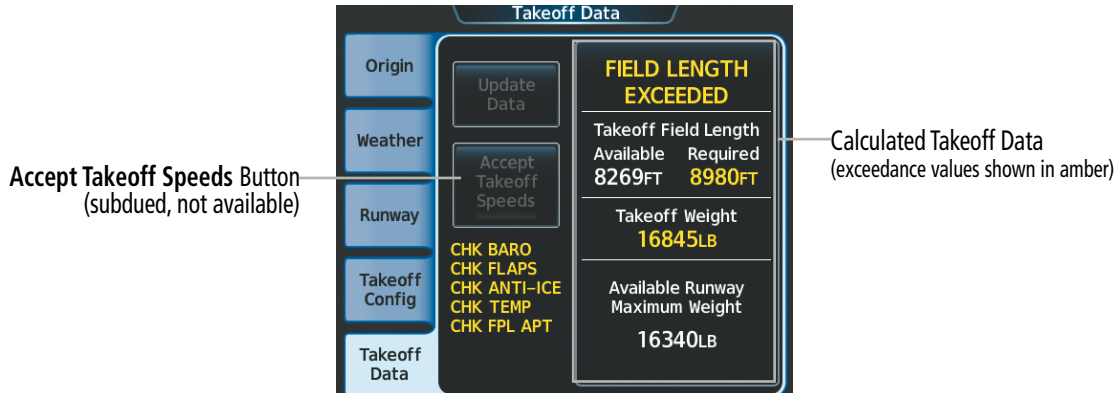 Takeoff Data
Origin
Weather
Runway
Takeoff
Config
Takeoff
Data
Update
Data
Accept
Takeoff
Speeds
CHK BARO
CHK FLAPS
CHK ANTI-ICE
CHK TEMP
CHK FPL APT
FIELD LENGTH
EXCEEDED
Takeoff Field Length
Available Required
8269FT 8980FT
Takeoff Weight
16845LB
Available Runway
Maximum Weight
16340LB
Accept Takeoff Speeds Button
(subdued, not available)
Calculated Takeoff Data
(exceedance values shown in amber)